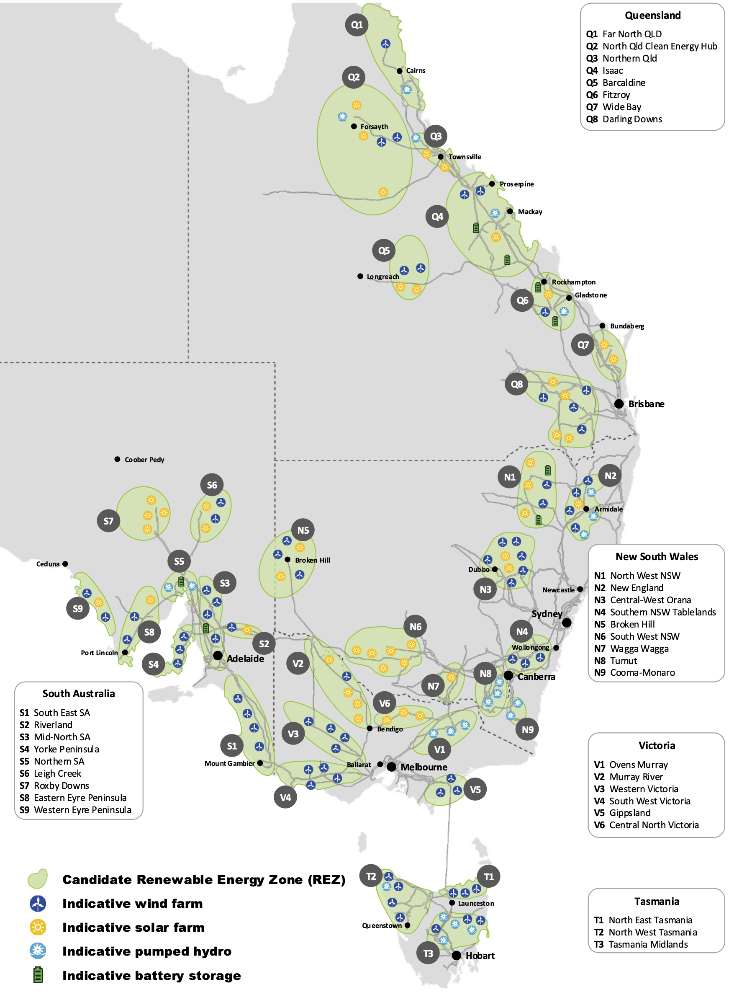 Queensland
Q1 Far North QLD
Q2 North Qld Clean Energy Hub
Q3 Northern Qld
Q4 Isaac
Q5 Barcaldine
Q6 Fitzroy
Q7 Wide Bay
Q8 Darling Downs
Q1
Cairns
Q2
Forsayth
Q3
Townsville
Proserpine
Q4
Mackay
Q5
Longreach
Rockhampton
Gladstone
Q6
Bundaberg
Q7
Q8
Brisbane
Coober Pedy
N1
N2
S6
Armidale
S7
N5
S5
Ceduna
Broken Hill
Dubbo
S3
N3
Newcastle
S9
Sydney
S8
N6
N4
S2
Wollongong
Port Lincoln
Adelaide
S4
V2
N8
Canberra
N7
V6
Bendigo
N9
V3
S1
V1
Mount Gambier
Ballarat
Melbourne
V5
V4
New South Wales
N1 North West NSW
N2 New England
N3 Central-West Orana
N4 Southern NSW Tablelands
N5 Broken Hill
N6 South West NSW
N7 Wagga Wagga
N8 Tumut
N9 Cooma-Monaro
South Australia
S1 South East SA
S2 Riverland
S3 Mid-North SA
S4 Yorke Peninsula
S5 Northern SA
S6 Leigh Creek
S7 Roxby Downs
S8 Eastern Eyre Peninsula
S9 Western Eyre Peninsula
Victoria
V1 Ovens Murray
V2 Murray River
V3 Western Victoria
V4 South West Victoria
V5 Gippsland
V6 Central North Victoria
T2
T1
Launceston
Queenstown
T3
Hobart
Tasmania
T1 North East Tasmania
T2 North West Tasmania
T3 Tasmania Midlands
Candidate Renewable Energy Zone (REZ)
Indicative wind farm
Indicative solar farm
Indicative pumped hydro
Indicative battery storage